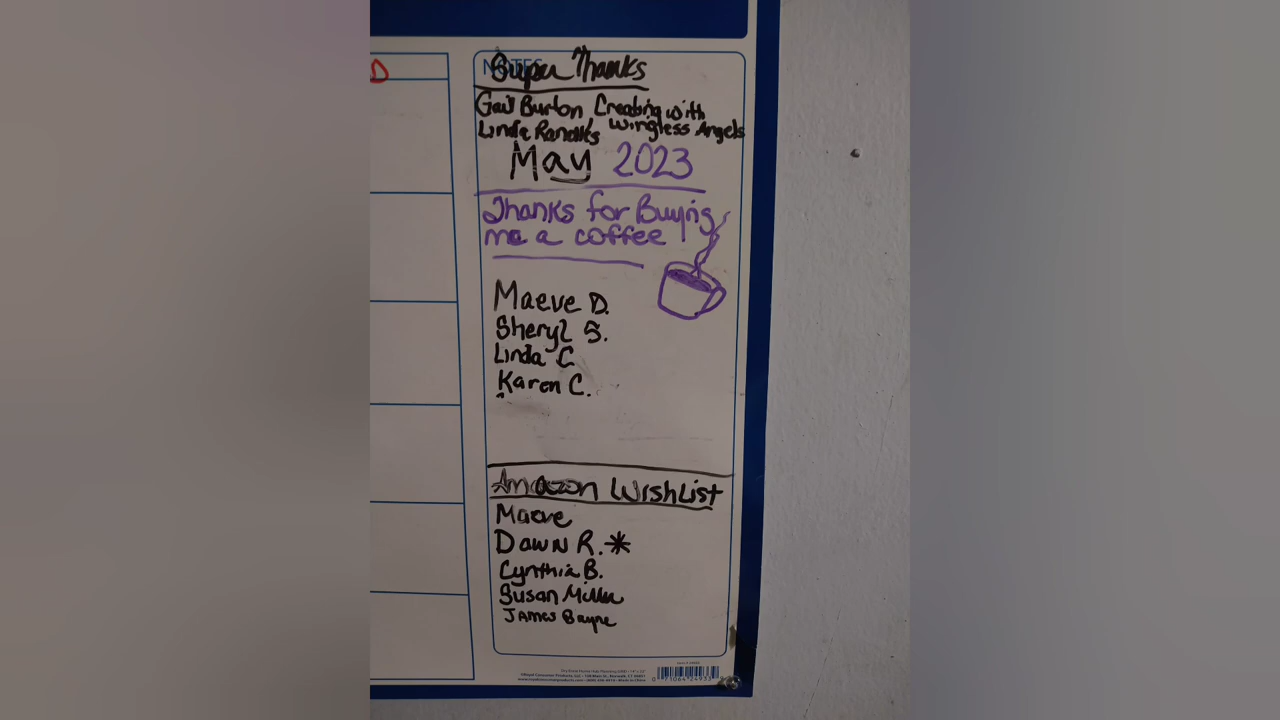 D
NOTES
Super Thanks
Gail Burton Creating with
Linda Wingless Angels
May 2023
Thanks for Buying
me a coffee
Maeve D.
Sheryl S.
Linda C
Karen C.
Amazon WishList
Maeve
Dawn R.*
Cynthia B.
Susan Miller
James Bayne